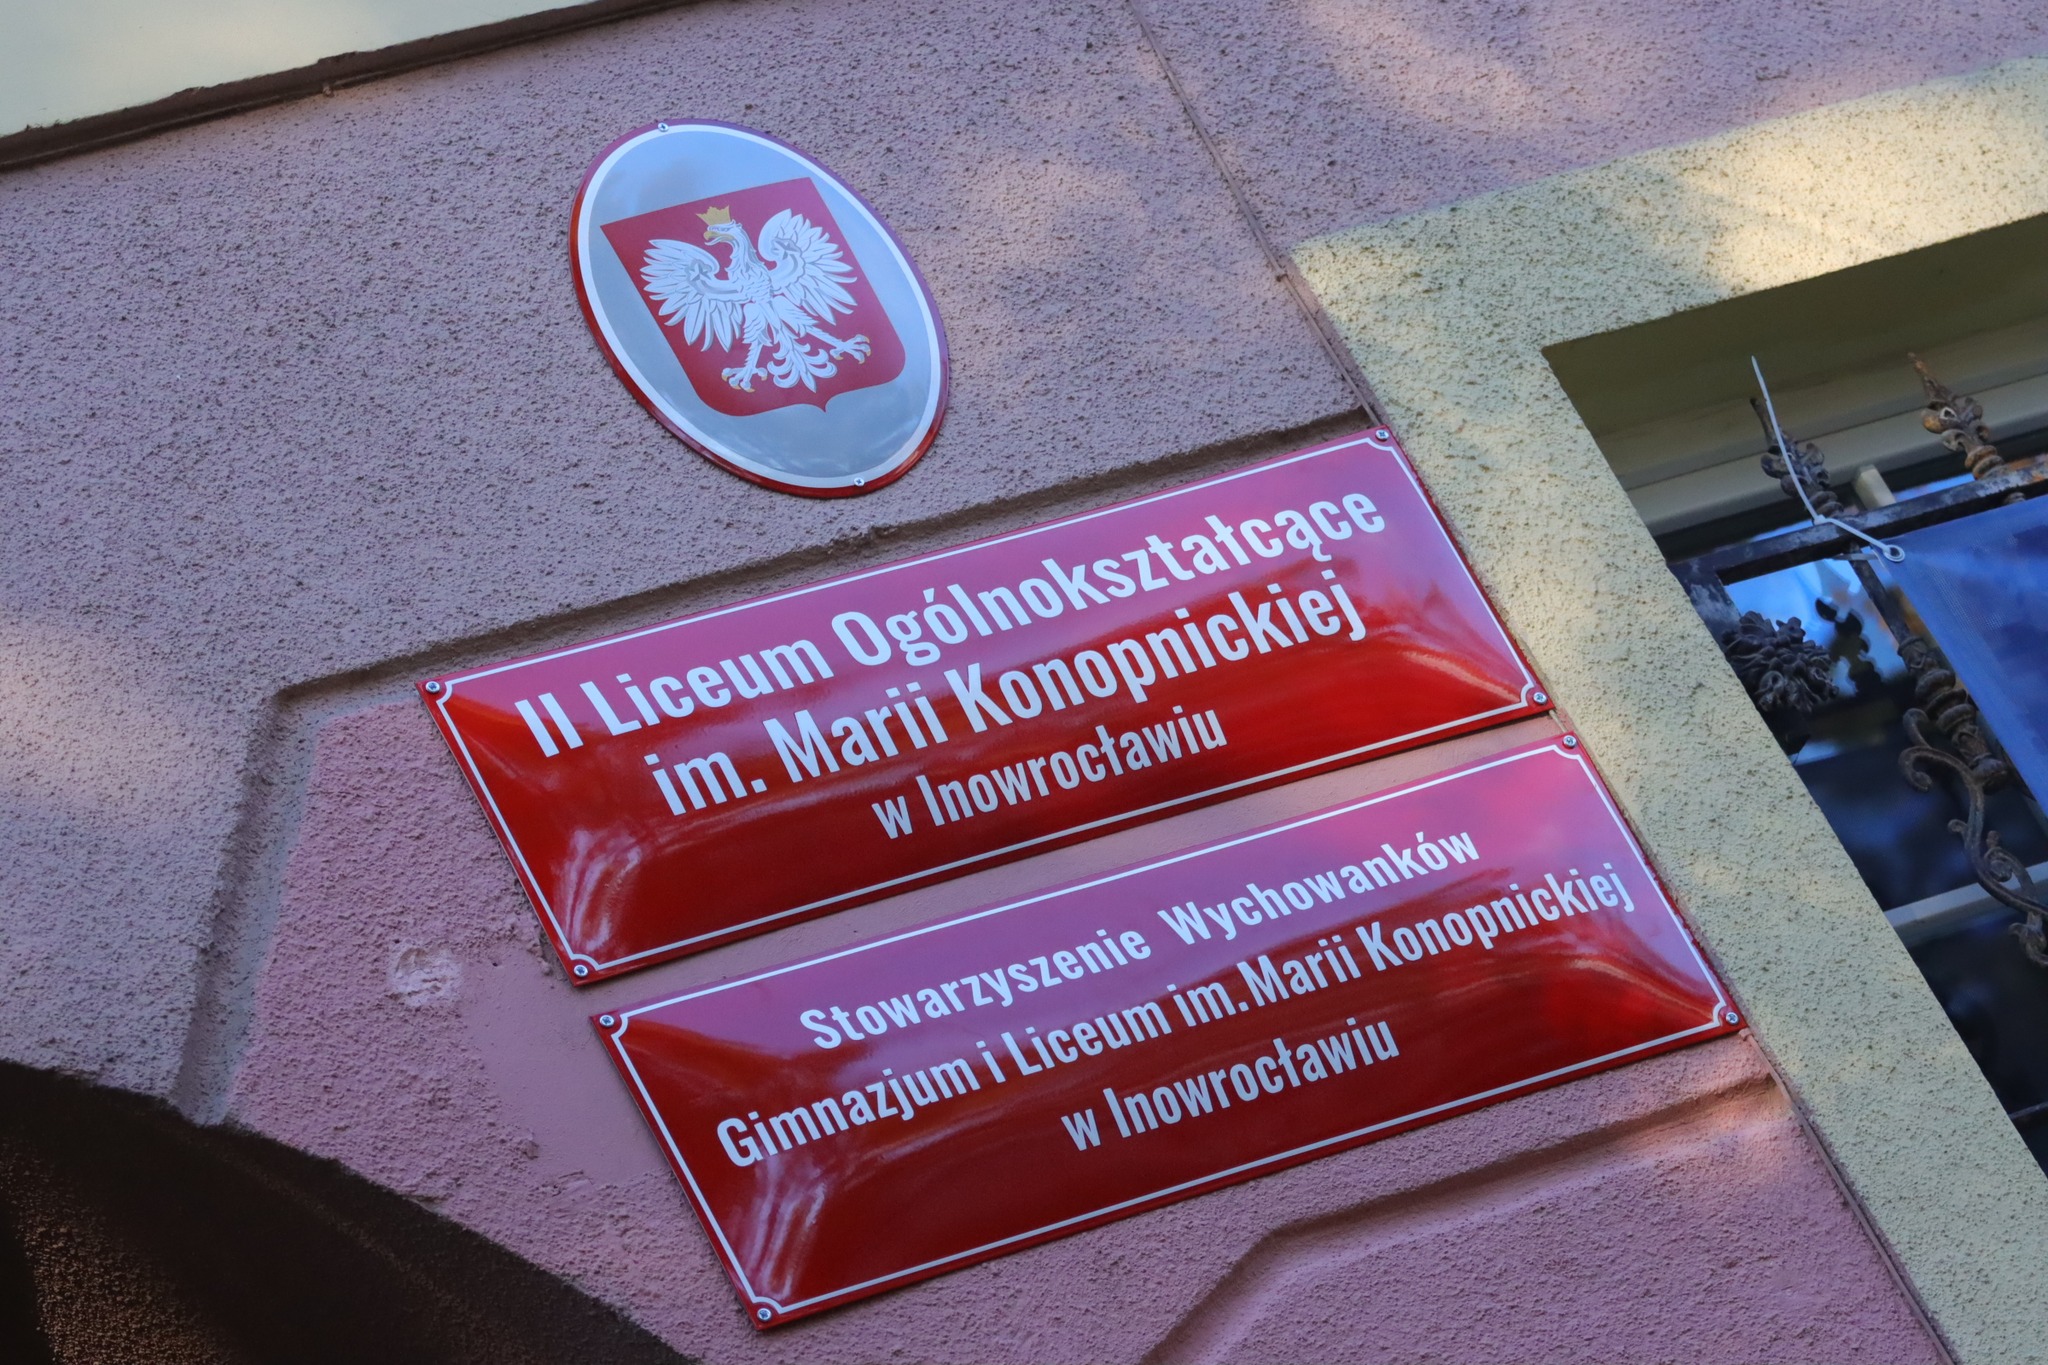 II Liceum Ogólnokształcące
im. Marii Konopnickiej
w Inowrocławiu
Stowarzyszenie Wychowanków
Gimnazjum i Liceum im. Marii Konopnickiej
w Inowrocławiu